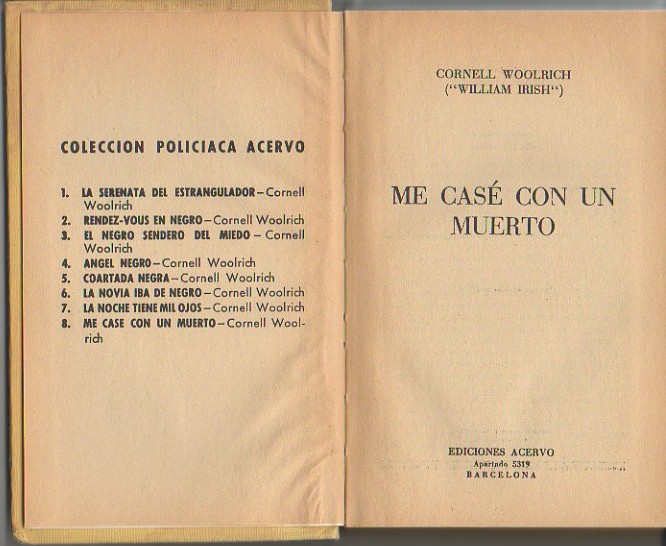 COLECCION POLICIACA ACERVO
1. LA SERENATA DEL ESTRANGULADOR—Cornell
Woolrich
2. RENDEZ-VOUS EN NEGRO—Cornell Woolrich
3. EL NEGRO SENDERO DEL MIEDO — Cornell
Woolrich
4. ANGEL NEGRO—Cornell Woolrich
5. COARTADA NEGRA—Cornell Woolrich
6. LA NOVIA IBA DE NEGRO—Cornell Woolrich
7. LA NOCHE TIENE MIL OJOS—Cornell Woolrich
8. ME CASE CON UN MUERTO—Cornell Wool-
rich
CORNELL WOOLRICH
("WILLIAM IRISH")
ME CASÉ CON UN
MUERTO
EDICIONES ACERVO
Apartado 5319
BARCELONA